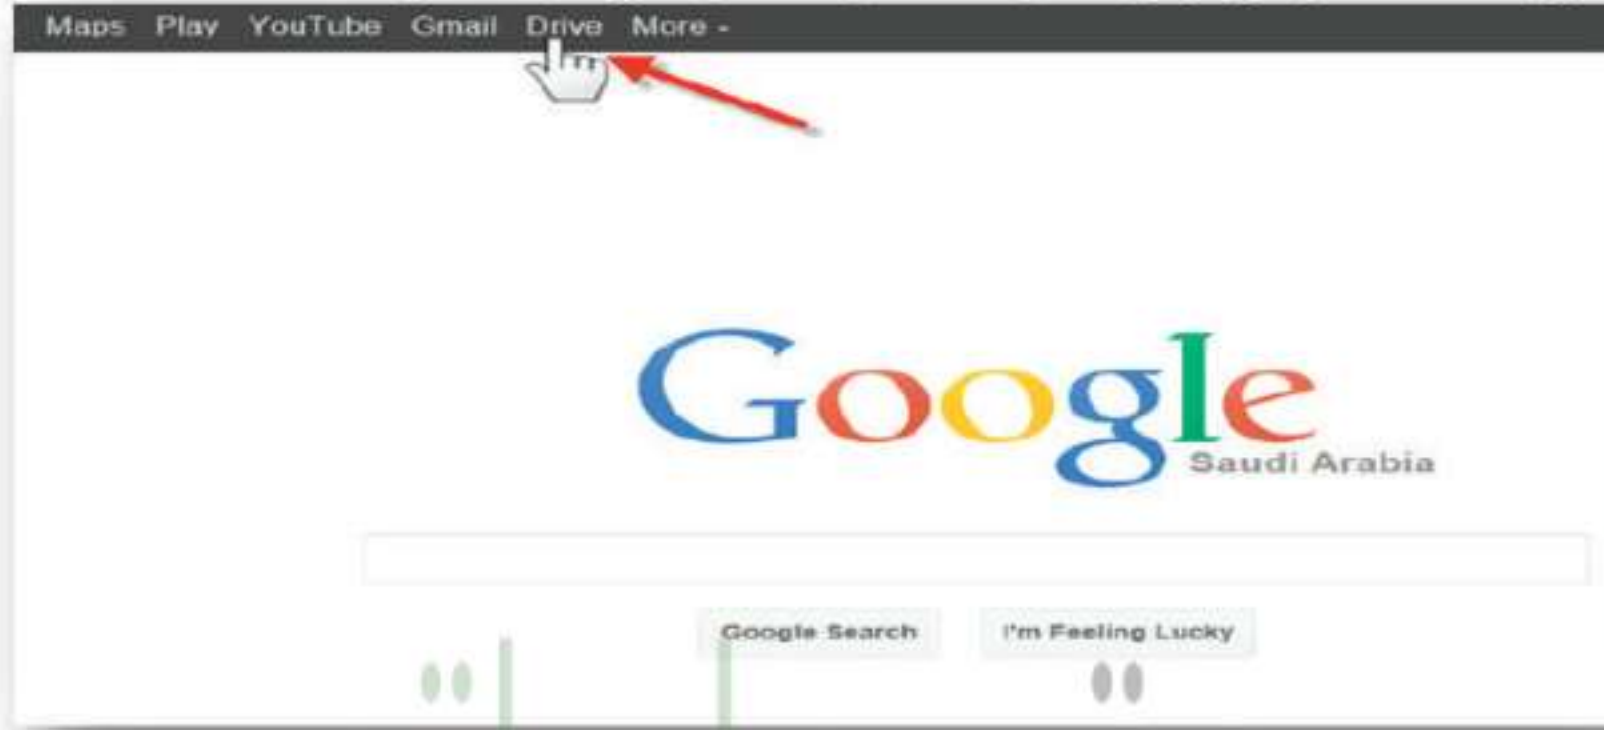 Maps Play YouTube Gmail Drive More
Google
Saudi Arabia
Google Search I'm Feeling Lucky